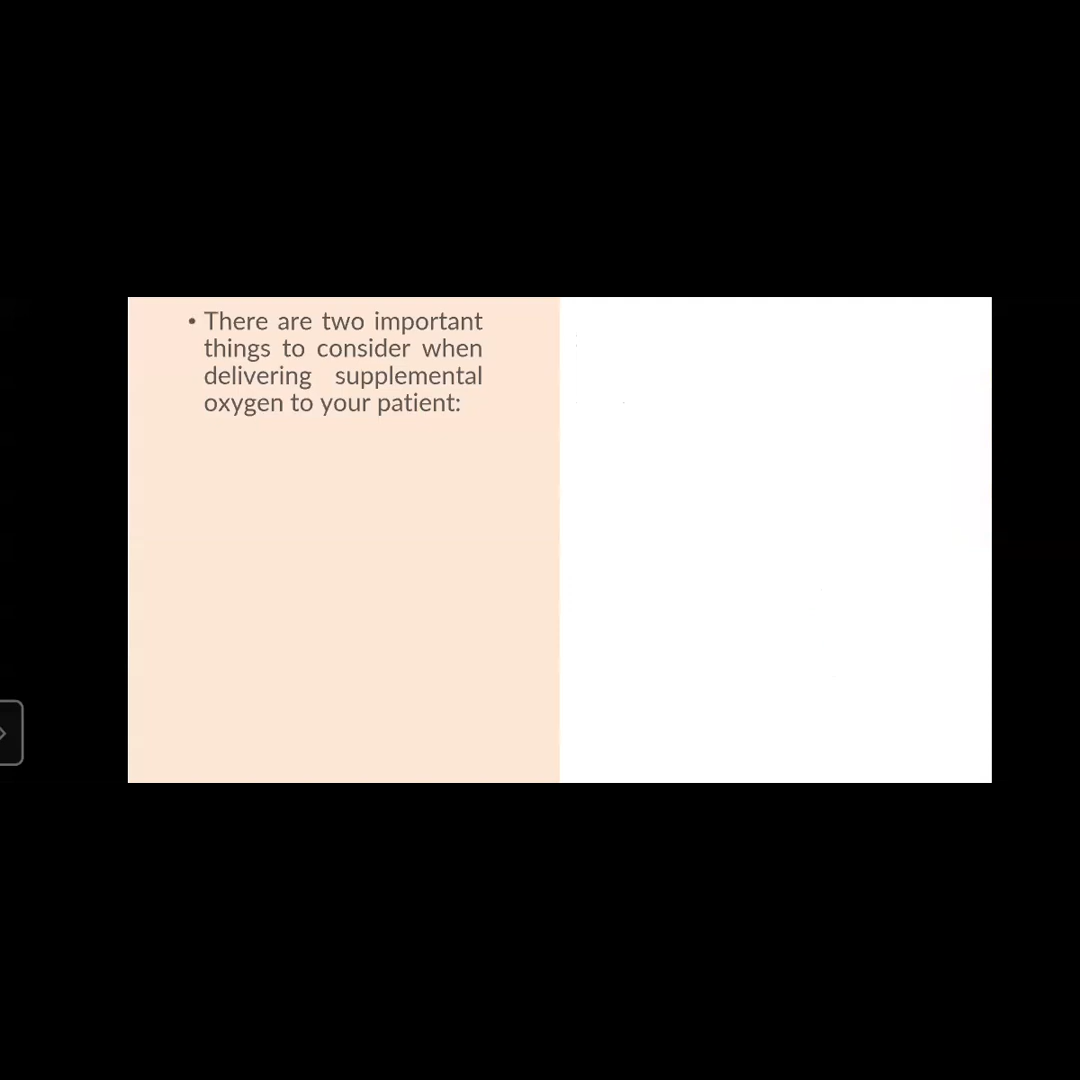 • There are two important
things to consider when
delivering supplemental
oxygen to your patient: